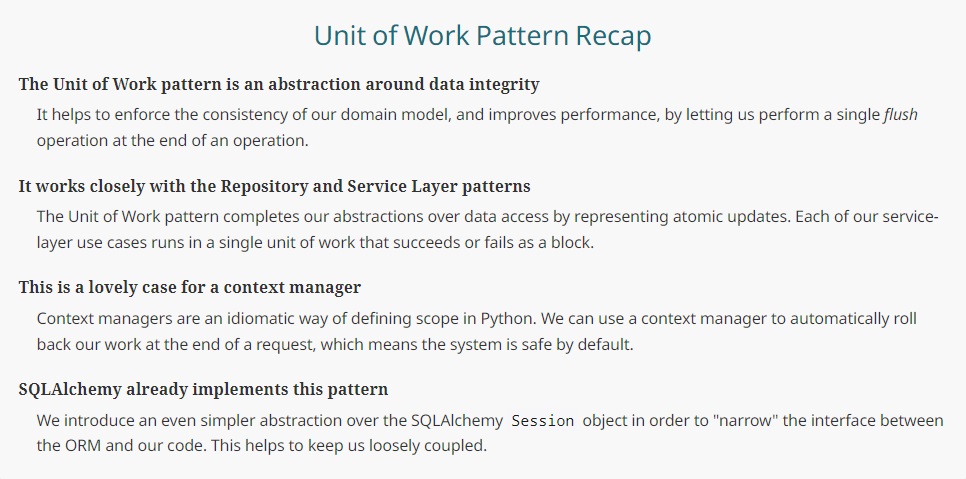 Unit of Work Pattern Recap
The Unit of Work pattern is an abstraction around data integrity
It helps to enforce the consistency of our domain model, and improves performance, by letting us perform a single flush
operation at the end of an operation.
It works closely with the Repository and Service Layer patterns
The Unit of Work pattern completes our abstractions over data access by representing atomic updates. Each of our service-
layer use cases runs in a single unit of work that succeeds or fails as a block.
This is a lovely case for a context manager
Context managers are an idiomatic way of defining scope in Python. We can use a context manager to automatically roll
back our work at the end of a request, which means the system is safe by default.
SQLAlchemy already implements this pattern
We introduce an even simpler abstraction over the SQLAlchemy Session object in order to "narrow" the interface between
the ORM and our code. This helps to keep us loosely coupled.